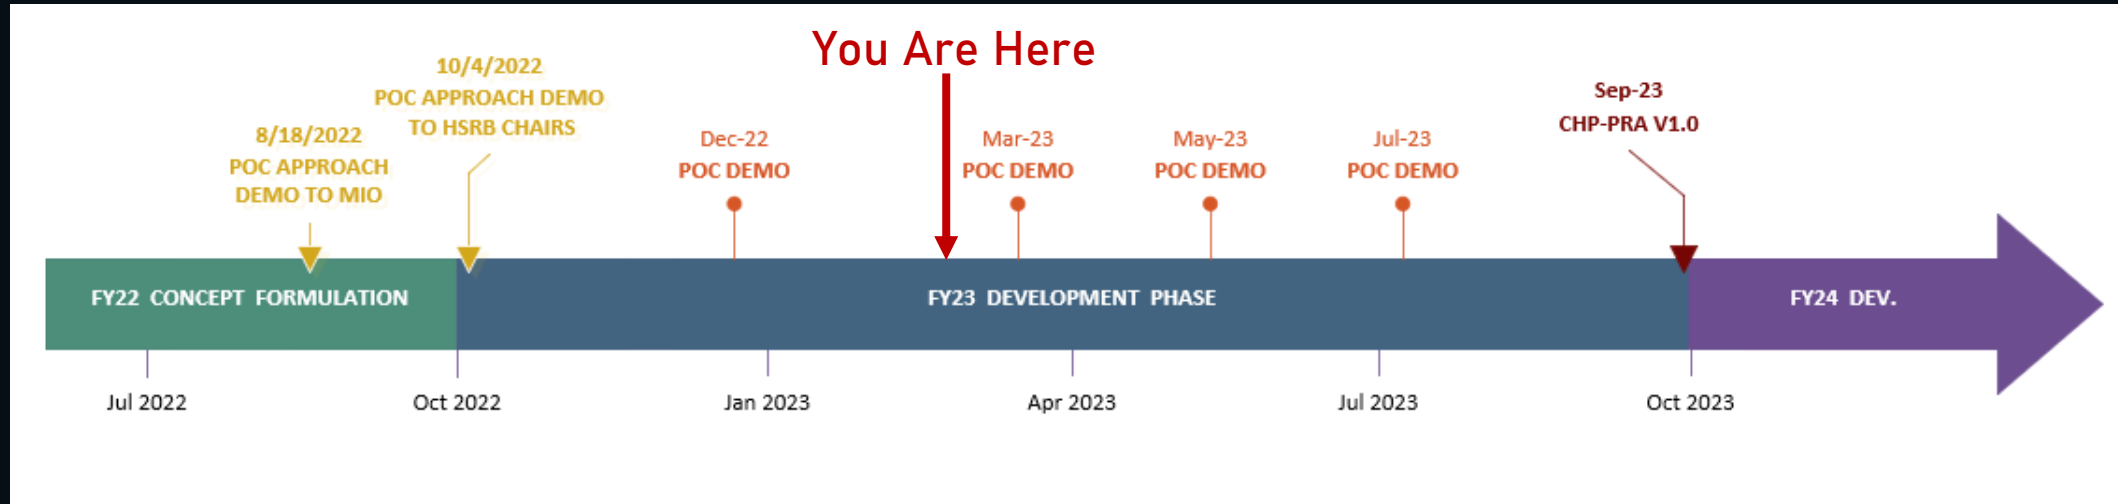 You Are Here
8/18/2022
POC APPROACH
DEMO TO MIO
10/4/2022
POC APPROACH DEMO
TO HSRB CHAIRS
Dec-22
POC DEMO
Mar-23
POC DEMO
May-23
POC DEMO
Jul-23
POC DEMO
Sep-23
CHP-PRA V1.0
FY22 CONCEPT FORMULATION
FY23 DEVELOPMENT PHASE
FY24 DEV.
Jul 2022
Oct 2022
Jan 2023
Apr 2023
Jul 2023
Oct 2023